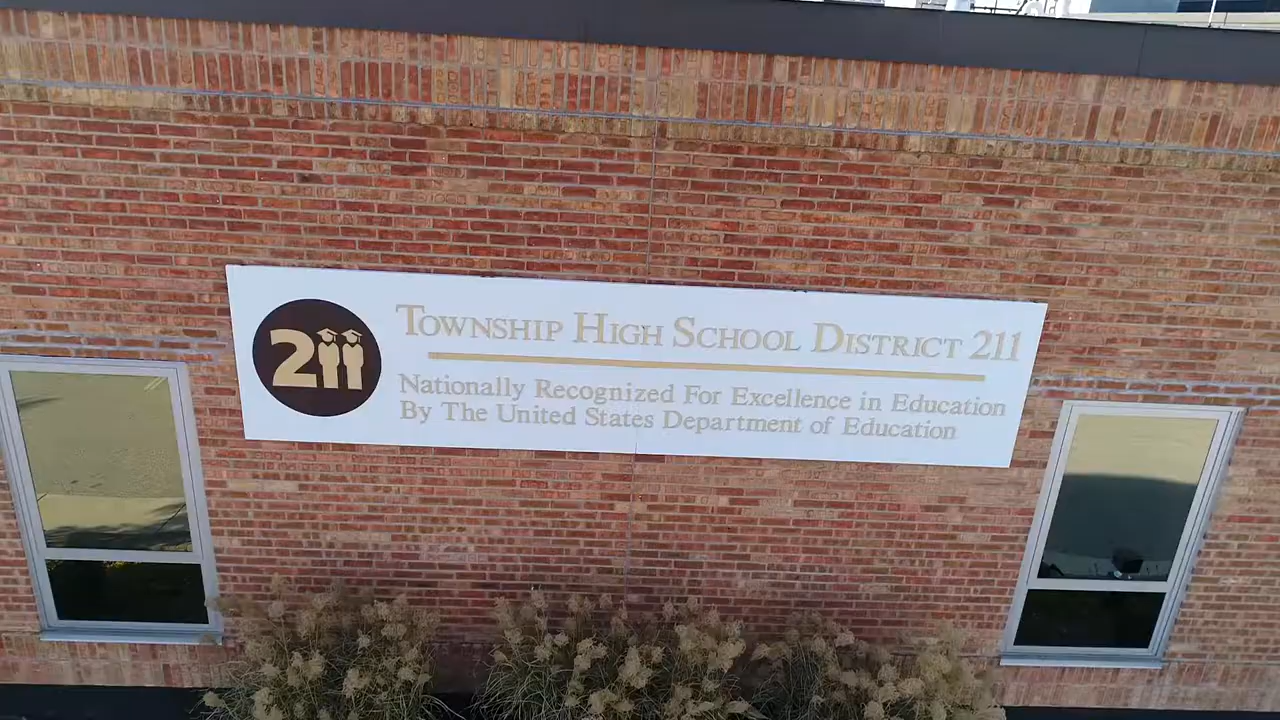 211
Township High School District 211
Nationally Recognized For Excellence in Education
By The United States Department of Education